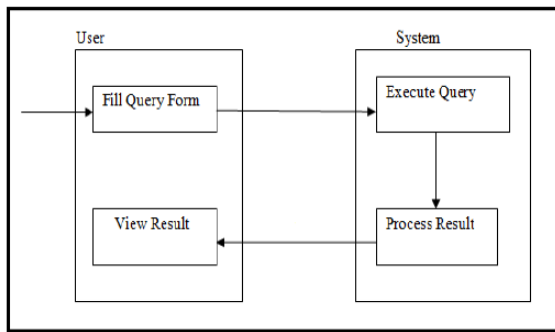 User
System
Fill Query Form
Execute Query
View Result
Process Result